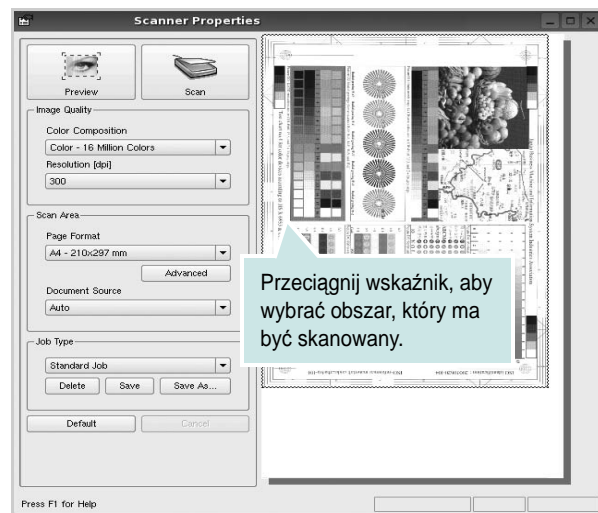 Scanner Properties
Preview
Scan
Image Quality
Color Composition
Color - 16 Million Colors
Resolution [dpi]
300
Scan Area
Page Format
A4 - 210x297 mm
Advanced
Document Source
Auto
Job Type
Standard Job
Delete Save Save As...
Default Cancel
Press F1 for Help
Przeciągnij wskaźnik, aby
wybrać obszar, który ma
być skanowany.